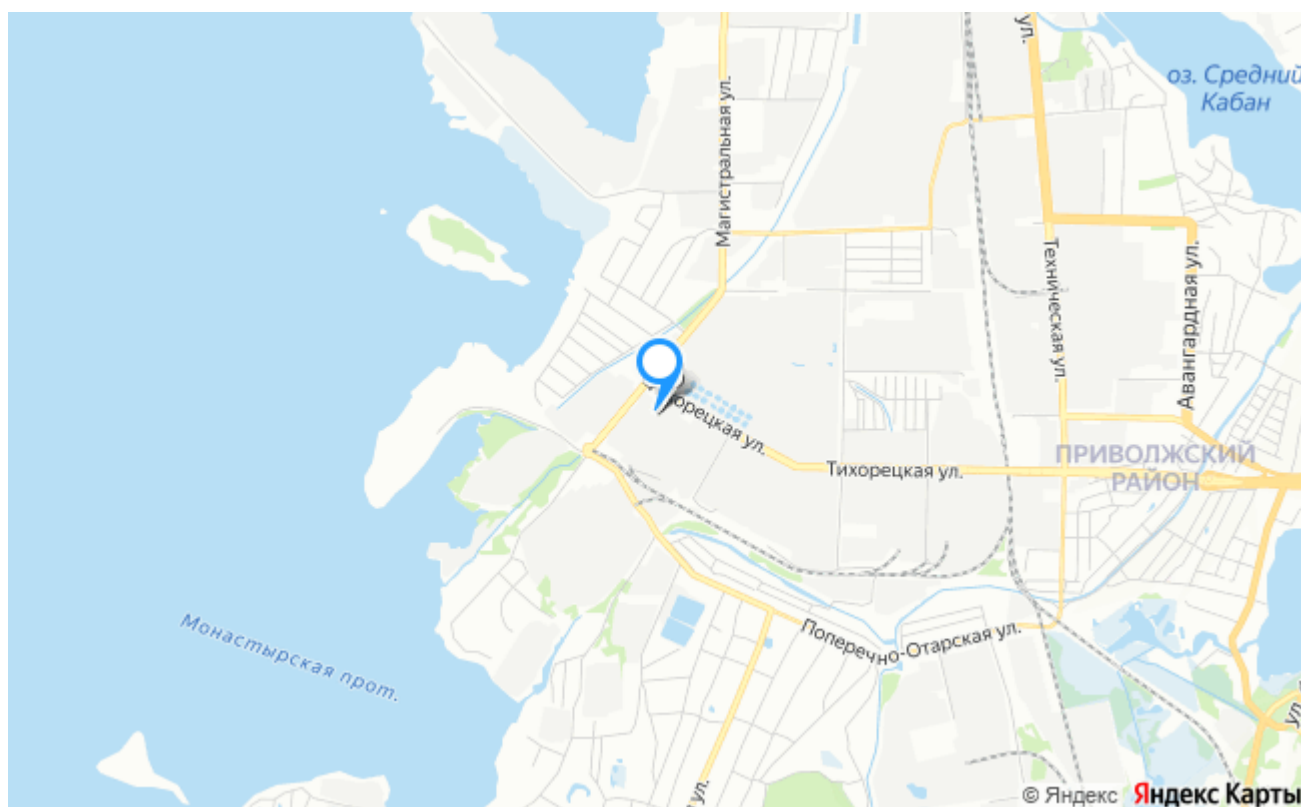 ул.
оз. Средний
Кабан
Магистральная ул.
Техническая ул.
Авангардная ул.
Тихорецкая ул.
ПРИВОЛЖСКИЙ
РАЙОН
Поперечно-Отарская ул.
Монастырская прот.
ул.
ул.
© Яндекс Яндекс Карты